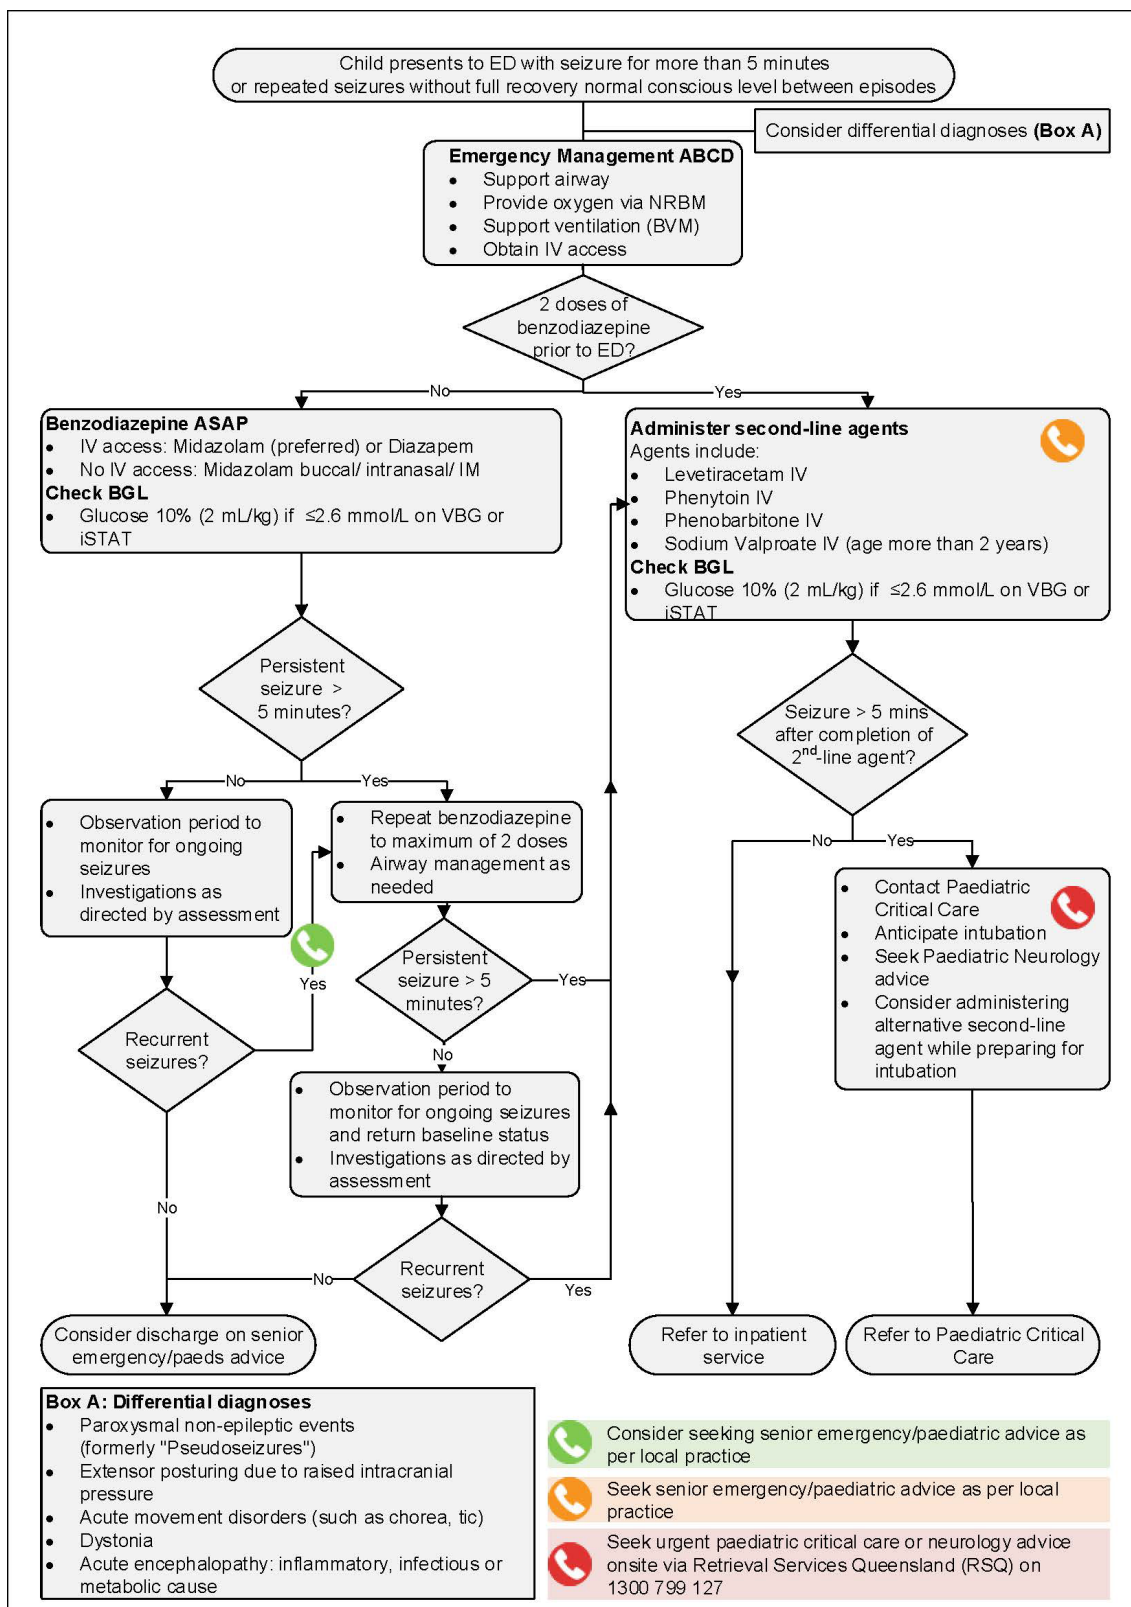 Child presents to ED with seizure for more than 5 minutes
or repeated seizures without full recovery normal conscious level between episodes
Consider differential diagnoses (Box A)
Emergency Management ABCD
• Support airway
• Provide oxygen via NRBM
• Support ventilation (BVM)
• Obtain IV access
2 doses of
benzodiazepine
prior to ED?
No
Yes
Benzodiazepine ASAP
• IV access: Midazolam (preferred) or Diazapem
• No IV access: Midazolam buccal/ intranasal/ IM
Check BGL
• Glucose 10% (2 mL/kg) if ≤2.6 mmol/L on VBG or
iSTAT
Administer second-line agents
Agents include:
• Levetiracetam IV
• Phenytoin IV
• Phenobarbitone IV
• Sodium Valproate IV (age more than 2 years)
Check BGL
• Glucose 10% (2 mL/kg) if ≤2.6 mmol/L on VBG or
iSTAT
Persistent
seizure >
5 minutes?
No
Yes
Seizure > 5 mins
after completion of
2nd-line agent?
No
Yes
• Observation period to
monitor for ongoing
seizures
• Investigations as
directed by assessment
• Repeat benzodiazepine
to maximum of 2 doses
• Airway management as
needed
• Contact Paediatric
Critical Care
• Anticipate intubation
• Seek Paediatric Neurology
advice
• Consider administering
alternative second-line
agent while preparing for
intubation
Recurrent
seizures?
Yes
No
Persistent
seizure > 5
minutes?
Yes
No
• Observation period to
monitor for ongoing seizures
and return baseline status
• Investigations as directed by
assessment
Recurrent
seizures?
No
Yes
Consider discharge on senior
emergency/paeds advice
Refer to inpatient
service
Refer to Paediatric Critical
Care
Box A: Differential diagnoses
• Paroxysmal non-epileptic events
(formerly "Pseudoseizures")
• Extensor posturing due to raised intracranial
pressure
• Acute movement disorders (such as chorea, tic)
• Dystonia
• Acute encephalopathy: inflammatory, infectious or
metabolic cause
Consider seeking senior emergency/paediatric advice as
per local practice
Seek senior emergency/paediatric advice as per local
practice
Seek urgent paediatric critical care or neurology advice
onsite via Retrieval Services Queensland (RSQ) on
1300 799 127